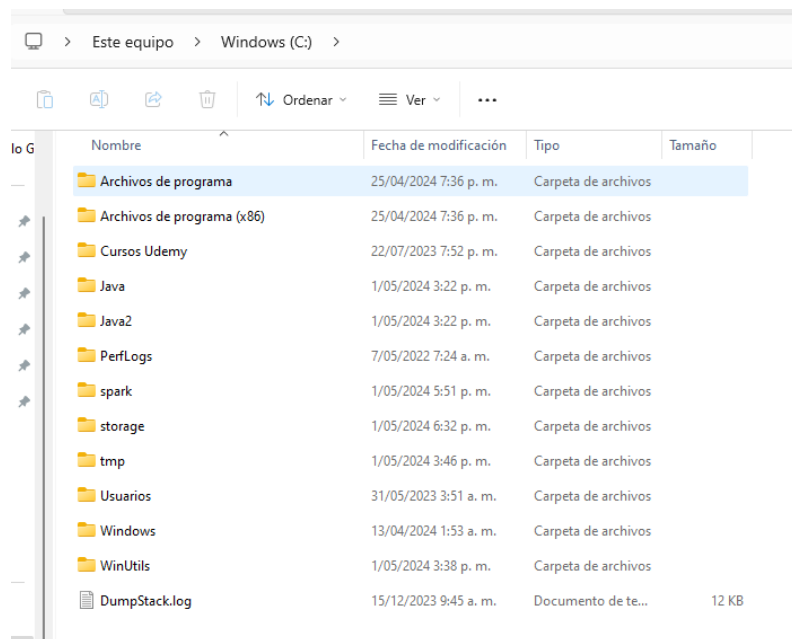 Este equipo > Windows (C:) >
Ordenar Ver ...
lo G
Nombre Fecha de modificación Tipo Tamaño
Archivos de programa 25/04/2024 7:36 p. m. Carpeta de archivos
Archivos de programa (x86) 25/04/2024 7:36 p. m. Carpeta de archivos
Cursos Udemy 22/07/2023 7:52 p. m. Carpeta de archivos
Java 1/05/2024 3:22 p. m. Carpeta de archivos
Java2 1/05/2024 3:22 p. m. Carpeta de archivos
PerfLogs 7/05/2022 7:24 a. m. Carpeta de archivos
spark 1/05/2024 5:51 p. m. Carpeta de archivos
storage 1/05/2024 6:32 p. m. Carpeta de archivos
tmp 1/05/2024 3:46 p. m. Carpeta de archivos
Usuarios 31/05/2023 3:51 a. m. Carpeta de archivos
Windows 13/04/2024 1:53 a. m. Carpeta de archivos
WinUtils 1/05/2024 3:38 p. m. Carpeta de archivos
DumpStack.log 15/12/2023 9:45 a. m. Documento de te... 12 KB